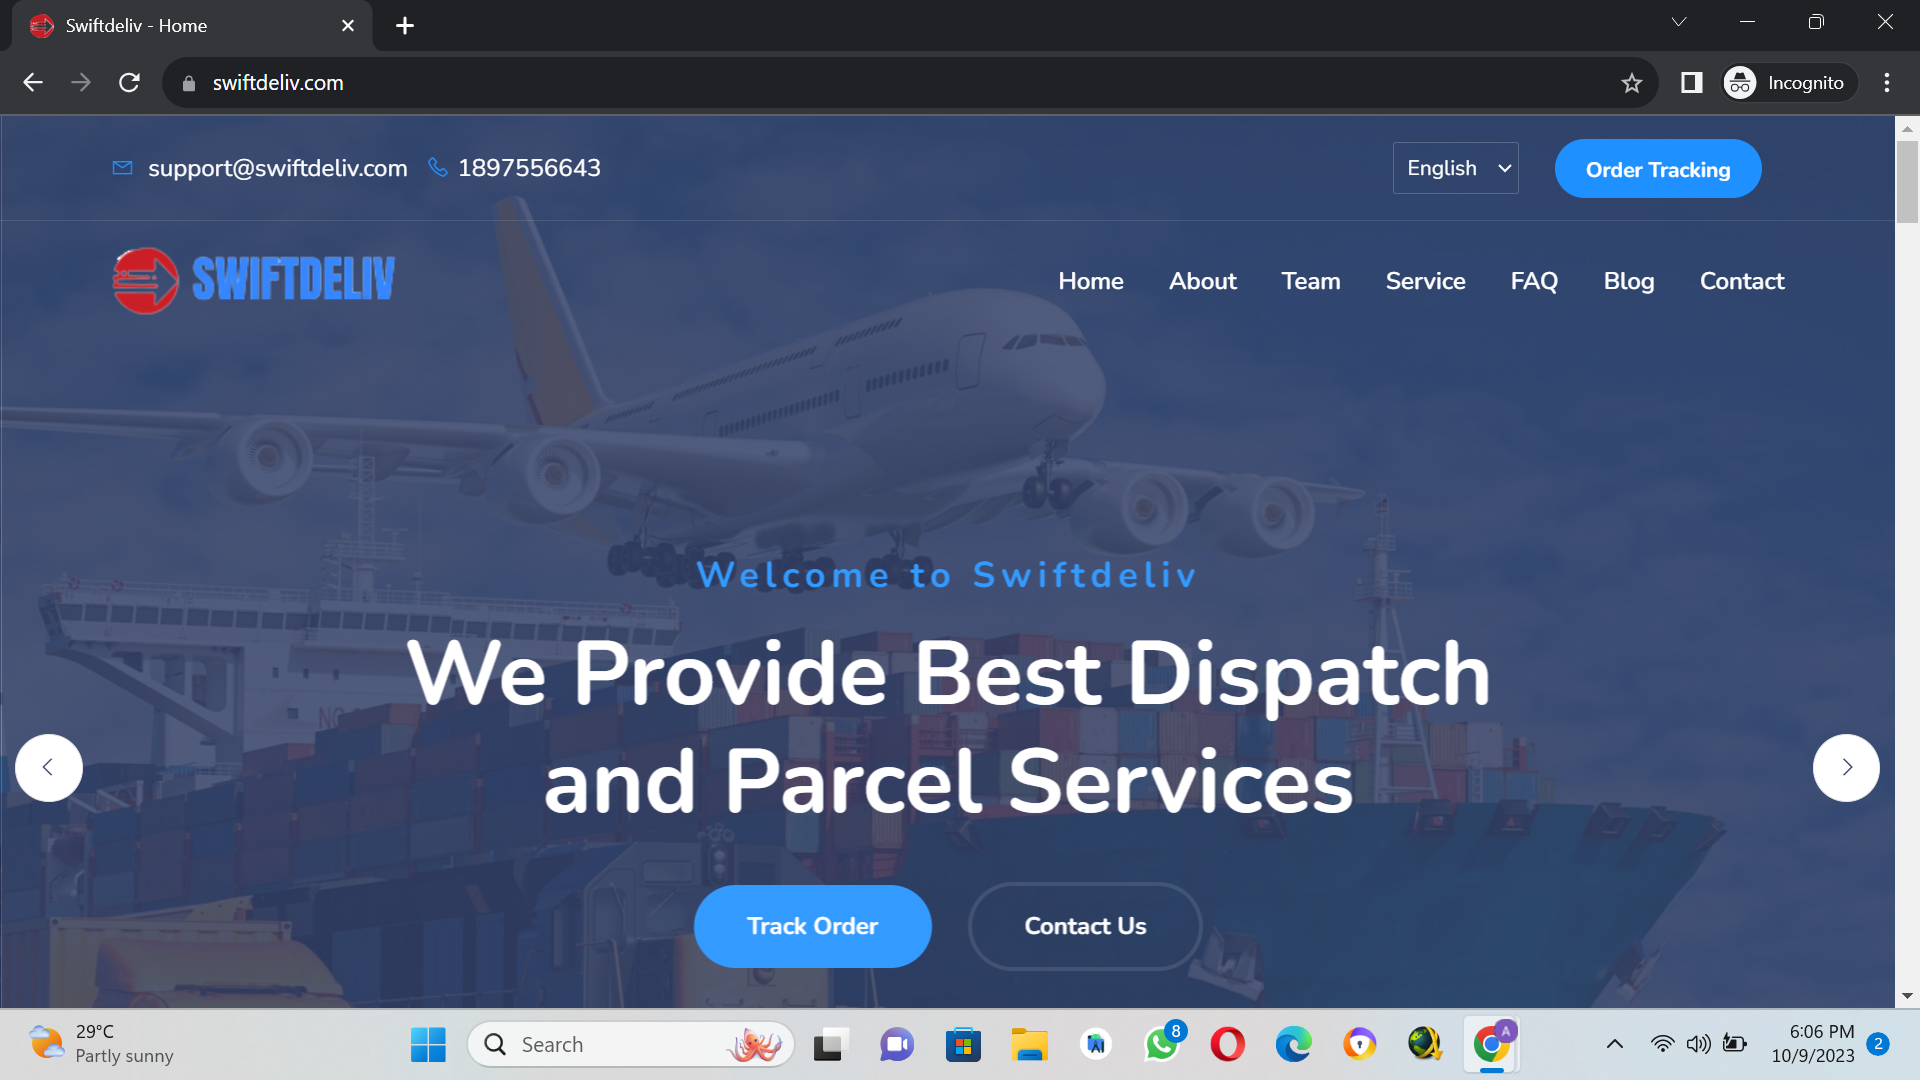 Swiftdeliv - Home
swiftdeliv.com
Incognito
support@swiftdeliv.com 1897556643
English
Order Tracking
SWIFTDELIV
Home About Team Service FAQ Blog Contact
Welcome to Swiftdeliv
We Provide Best Dispatch
and Parcel Services
Track Order
Contact Us
29°C
Partly sunny
Search
8
A
6:06 PM
10/9/2023
2